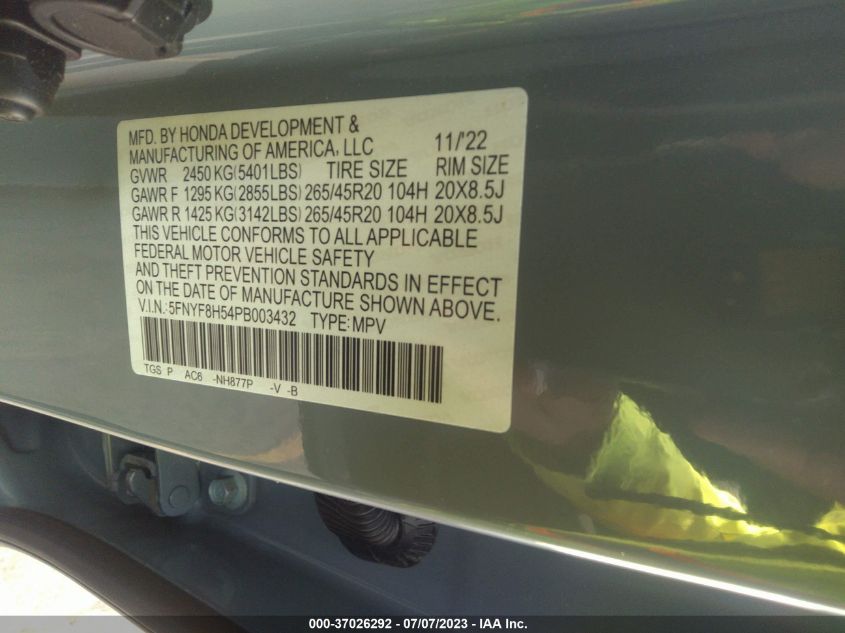 MFD. BY HONDA DEVELOPMENT &
MANUFACTURING OF AMERICA, LLC 11/'22
GVWR 2450 KG(5401LBS) TIRE SIZE RIM SIZE
GAWR F 1295 KG(2855LBS) 265/45R20 104H 20X8.5J
GAWR R 1425 KG(3142LBS) 265/45R20 104H 20X8.5J
THIS VEHICLE CONFORMS TO ALL APPLICABLE
FEDERAL MOTOR VEHICLE SAFETY
AND THEFT PREVENTION STANDARDS IN EFFECT
ON THE DATE OF MANUFACTURE SHOWN ABOVE.
V.I.N.: 5FNYF8H54PB003432 TYPE: MPV
TGS P AC6 -NH877P -V -B
000-37026292 - 07/07/2023 - IAA Inc.